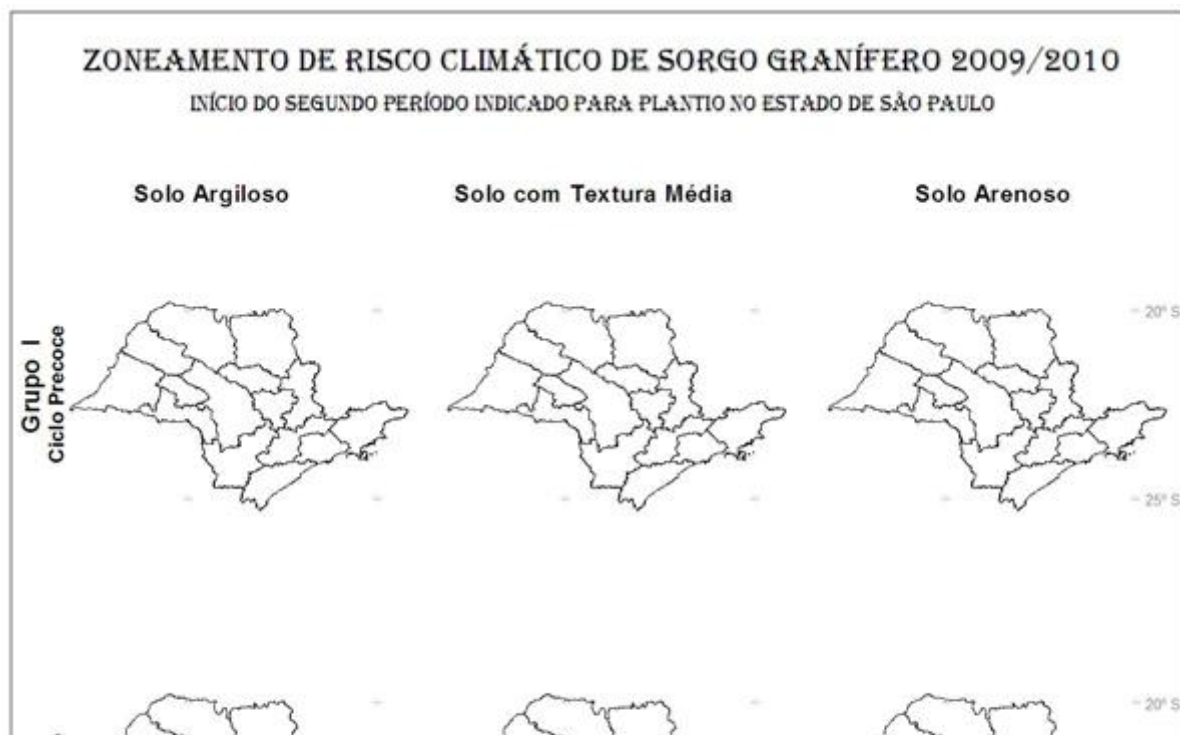 ZONEAMENTO DE RISCO CLIMÁTICO DE SORGO GRANÍFERO 2009/2010
INÍCIO DO SEGUNDO PERÍODO INDICADO PARA PLANTIO NO ESTADO DE SÃO PAULO
Solo Argiloso
Solo com Textura Média
Solo Arenoso
Grupo I
Ciclo Precoce
20° S
25° S
20° S